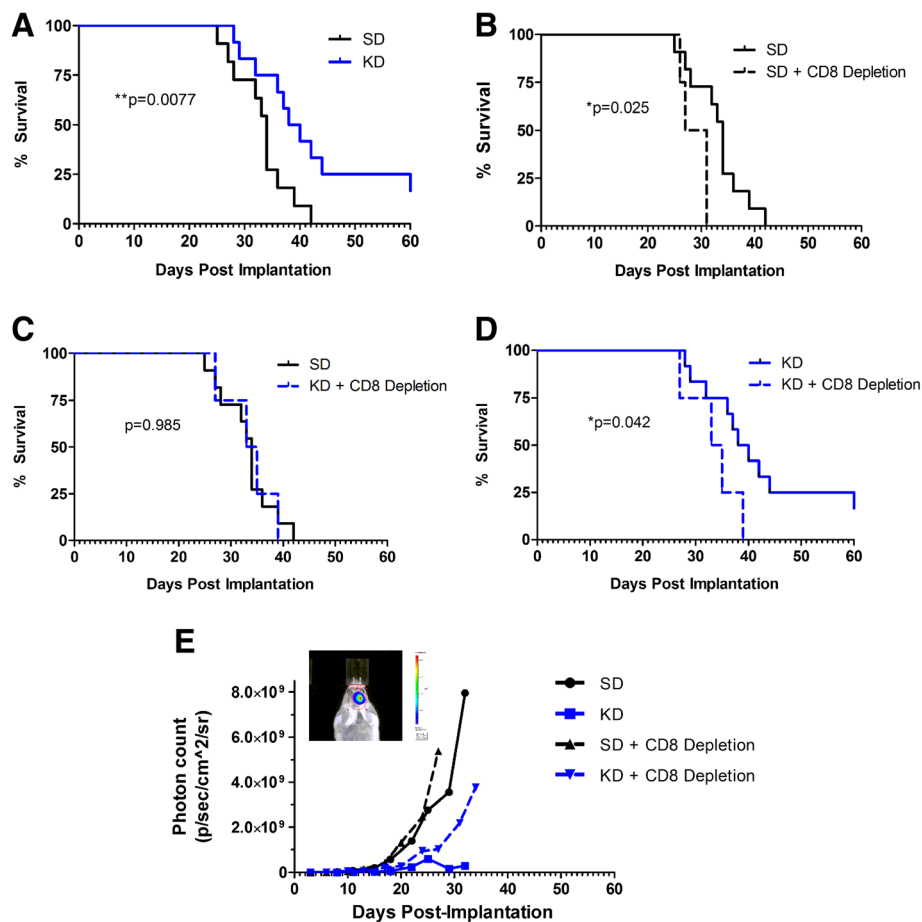 A
100
75
50
25
0
% Survival
**p=0.0077
SD
KD
0 10 20 30 40 50 60
Days Post Implantation
B
100
75
50
25
0
% Survival
*p=0.025
SD
SD + CD8 Depletion
0 10 20 30 40 50 60
Days Post Implantation
C
100
75
50
25
0
% Survival
p=0.985
SD
KD + CD8 Depletion
0 10 20 30 40 50 60
Days Post Implantation
D
100
75
50
25
0
% Survival
*p=0.042
KD
KD + CD8 Depletion
0 10 20 30 40 50 60
Days Post Implantation
E
8.0×10⁹
6.0×10⁹
4.0×10⁹
2.0×10⁹
0
Photon count
(p/sec/cm^2/sr)
SD
KD
SD + CD8 Depletion
KD + CD8 Depletion
0 10 20 30 40 50 60
Days Post-Implantation